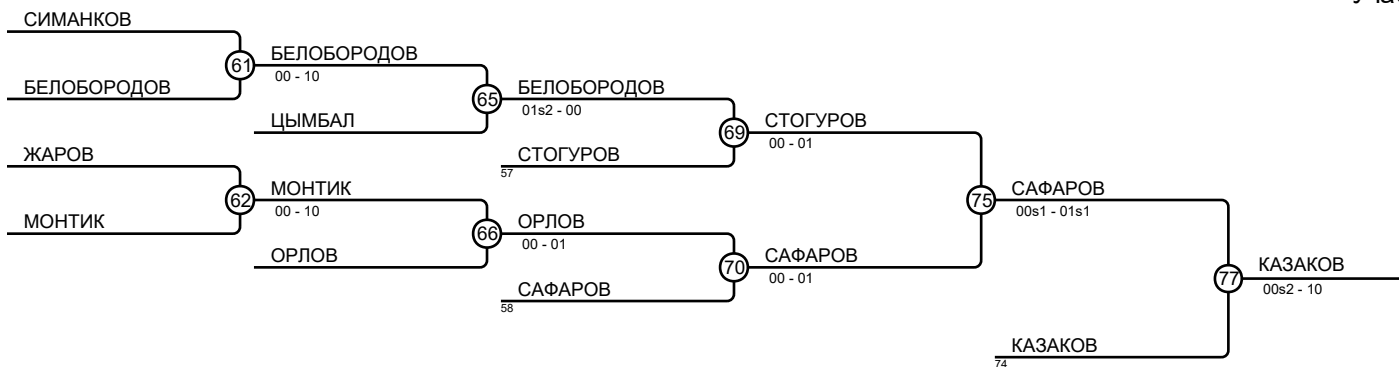 СИМАНКОВ
61
БЕЛОБОРОДОВ
00 - 10
БЕЛОБОРОДОВ
65
БЕЛОБОРОДОВ
01s2 - 00
ЦЫМБАЛ
69
СТОГУРОВ
00 - 01
ЖАРОВ
СТОГУРОВ
57
62
МОНТИК
00 - 10
75
САФАРОВ
00s1 - 01s1
МОНТИК
66
ОРЛОВ
00 - 01
ОРЛОВ
70
САФАРОВ
00 - 01
77
КАЗАКОВ
00s2 - 10
САФАРОВ
58
КАЗАКОВ
74